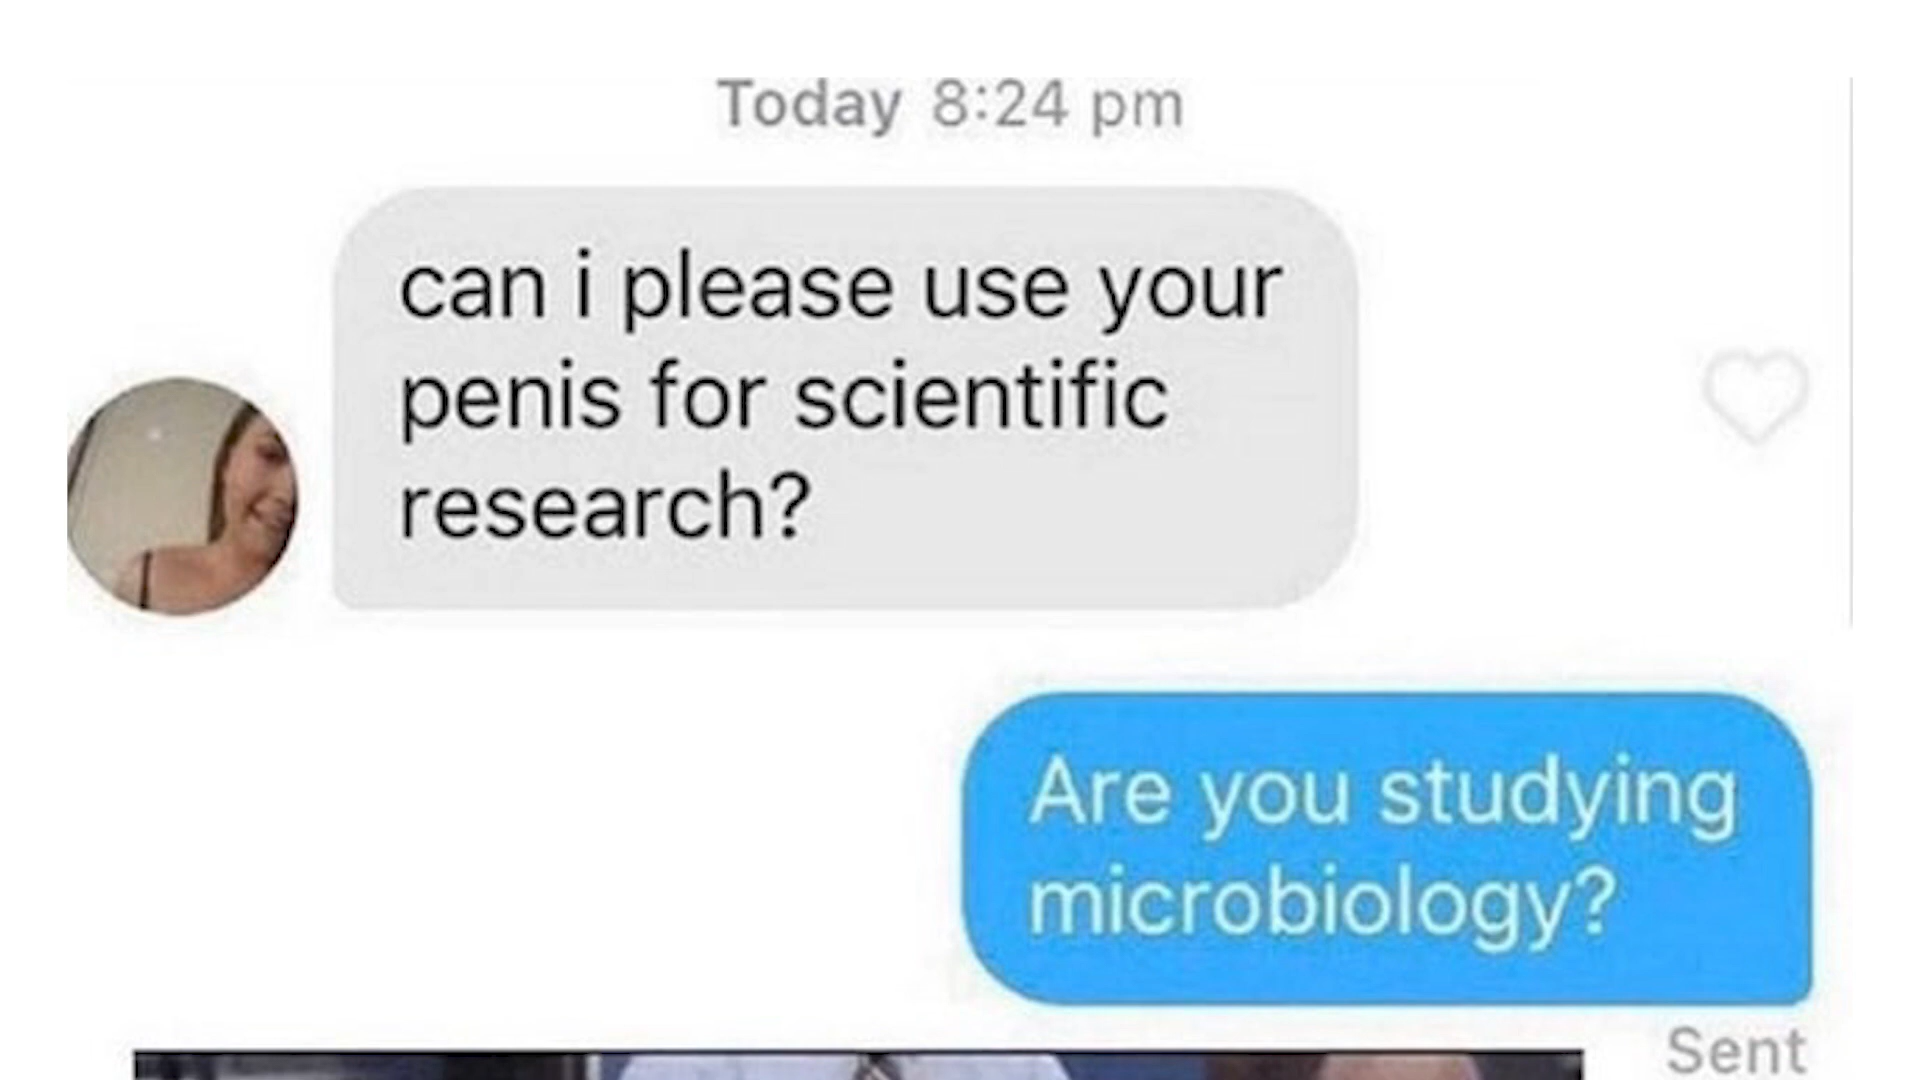 Today 8:24 pm
can i please use your
penis for scientific
research?
Are you studying
microbiology?
Sent